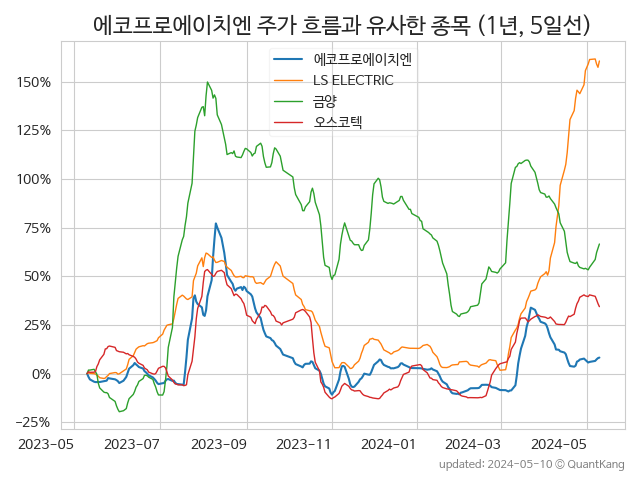 에코프로에이치엔 주가 흐름과 유사한 종목 (1년, 5일선)
에코프로에이치엔
LS ELECTRIC
금양
오스코텍
150%
125%
100%
75%
50%
25%
0%
−25%
2023-05
2023-07
2023-09
2023-11
2024-01
2024-03
2024-05
updated: 2024-05-10 © QuantKang